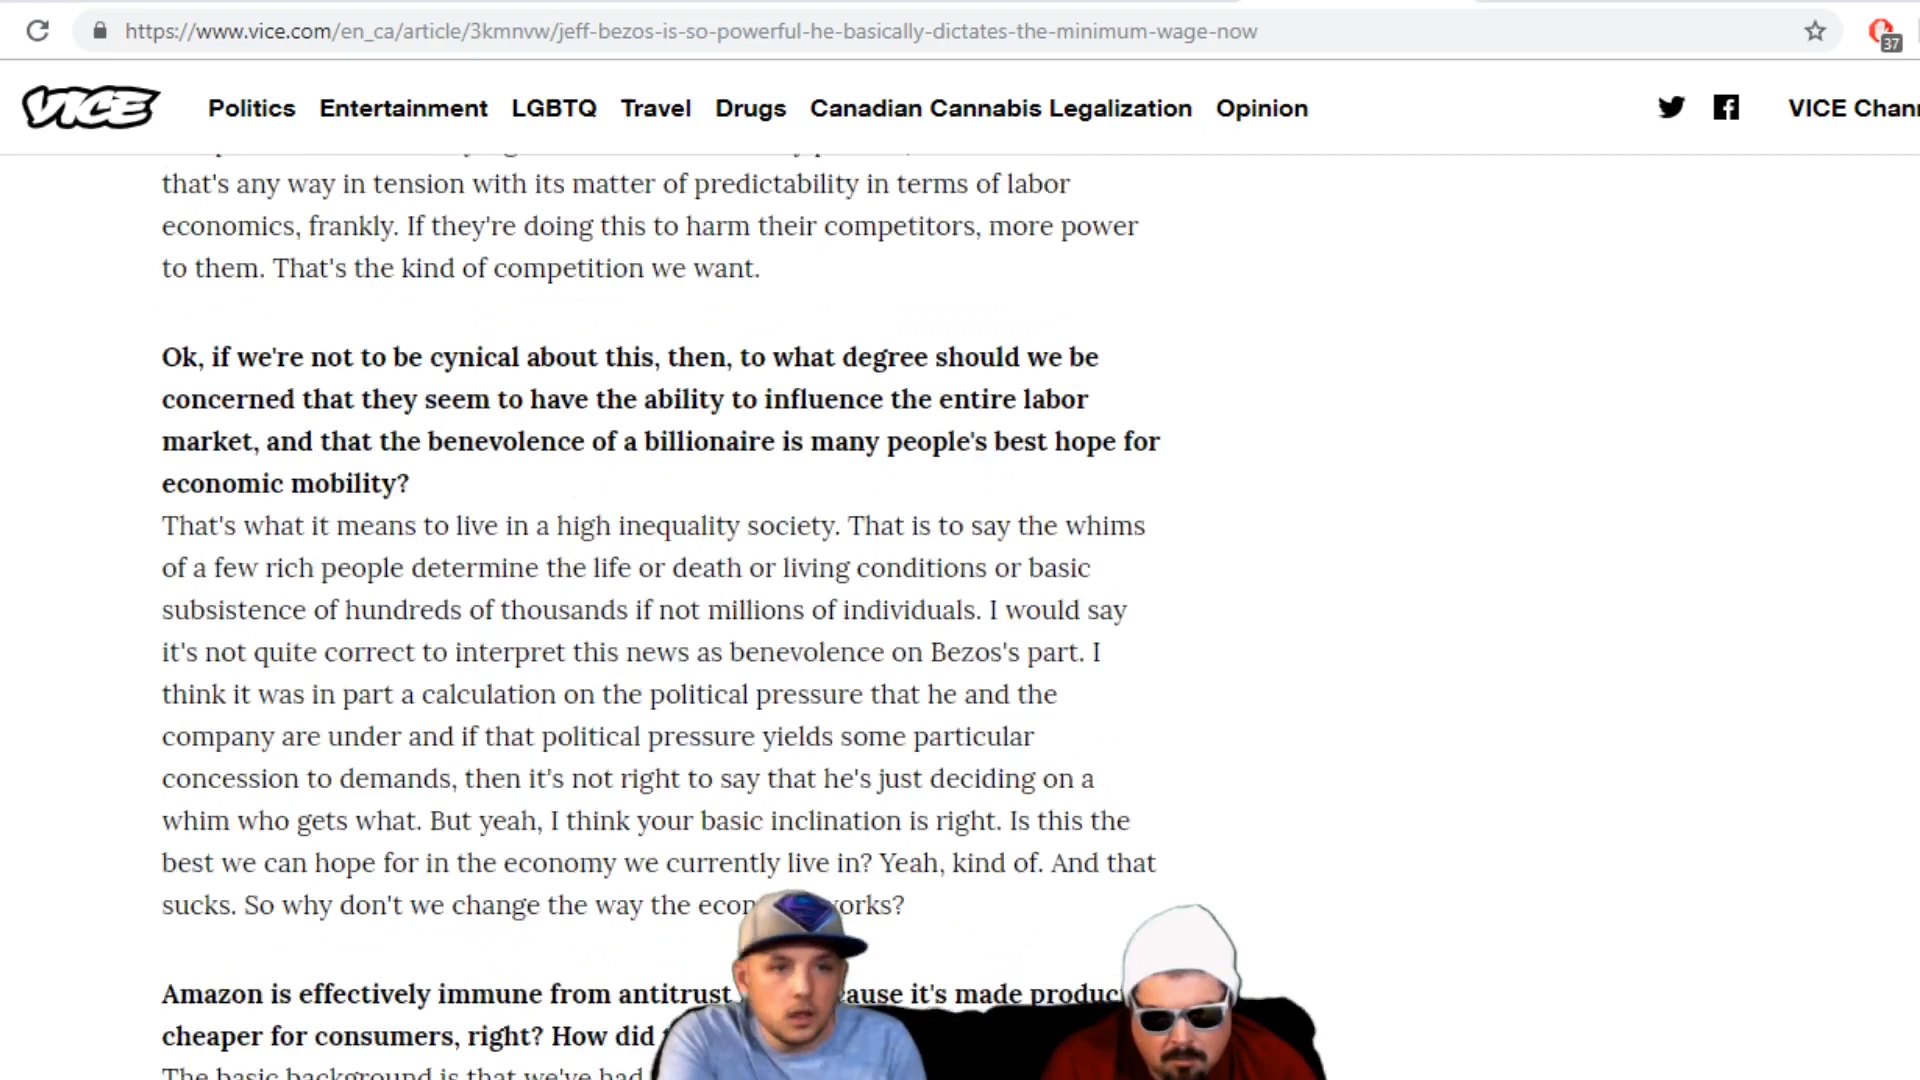 https://www.vice.com/en_ca/article/3kmnvw/jeff-bezos-is-so-powerful-he-basically-dictates-the-minimum-wage-now
37
VICE Politics Entertainment LGBTQ Travel Drugs Canadian Cannabis Legalization Opinion VICE Chann
that's any way in tension with its matter of predictability in terms of labor
economics, frankly. If they're doing this to harm their competitors, more power
to them. That's the kind of competition we want.
Ok, if we're not to be cynical about this, then, to what degree should we be
concerned that they seem to have the ability to influence the entire labor
market, and that the benevolence of a billionaire is many people's best hope for
economic mobility?
That's what it means to live in a high inequality society. That is to say the whims
of a few rich people determine the life or death or living conditions or basic
subsistence of hundreds of thousands if not millions of individuals. I would say
it's not quite correct to interpret this news as benevolence on Bezos's part. I
think it was in part a calculation on the political pressure that he and the
company are under and if that political pressure yields some particular
concession to demands, then it's not right to say that he's just deciding on a
whim who gets what. But yeah, I think your basic inclination is right. Is this the
best we can hope for in the economy we currently live in? Yeah, kind of. And that
sucks. So why don't we change the way the econ orks?
Amazon is effectively immune from antitrust ause it's made produc
cheaper for consumers, right? How did
The basic background is that we've had